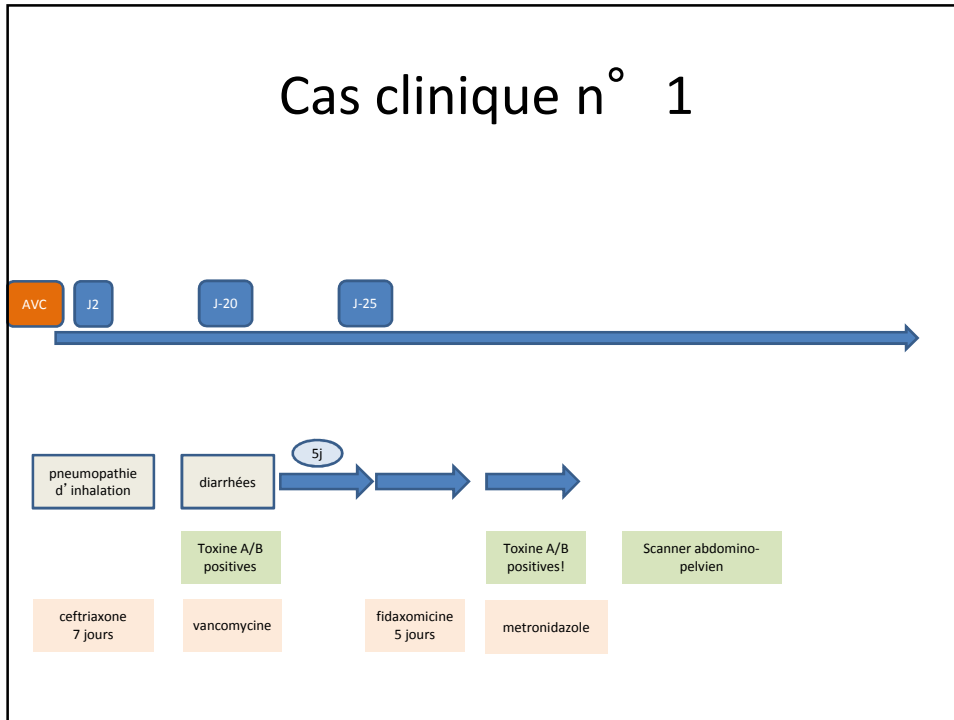 Cas clinique n° 1
AVC
J2
J-20
J-25
5j
pneumopathie
d’inhalation
diarrhées
Toxine A/B
positives
Toxine A/B
positives!
Scanner abdomino-
pelvien
ceftriaxone
7 jours
vancomycine
fidaxomicine
5 jours
metronidazole